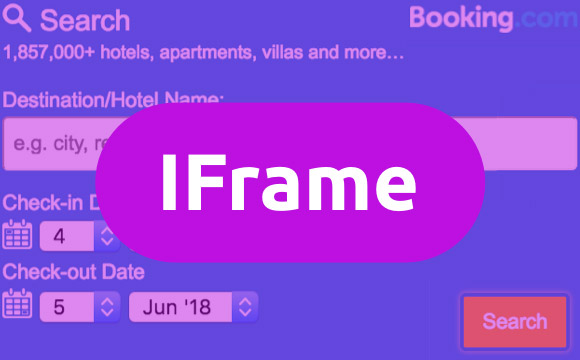 Search
Booking.com
1,857,000+ hotels, apartments, villas and more…
Destination/Hotel Name:
e.g. city, re
IFrame
Check-in D
4
Check-out Date
5 Jun '18
Search